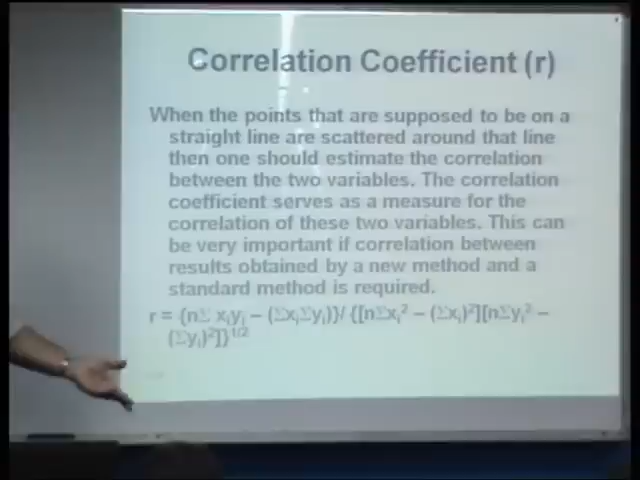 Correlation Coefficient (r)
When the points that are supposed to be on a
straight line are scattered around that line
then one should estimate the correlation
between the two variables. The correlation
coefficient serves as a measure for the
correlation of these two variables. This can
be very important if correlation between
results obtained by a new method and a
standard method is required.
r = {nΣ xᵢyᵢ – (ΣxᵢΣyᵢ)}/ {[nΣxᵢ² – (Σxᵢ)²][nΣyᵢ² –
(Σyᵢ)²]}¹ᐟ²